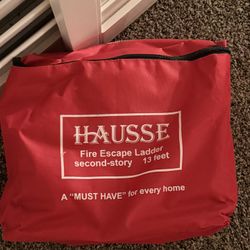 HAUSSE
Fire Escape Ladder
second-story 13 feet
A "MUST HAVE" for every home